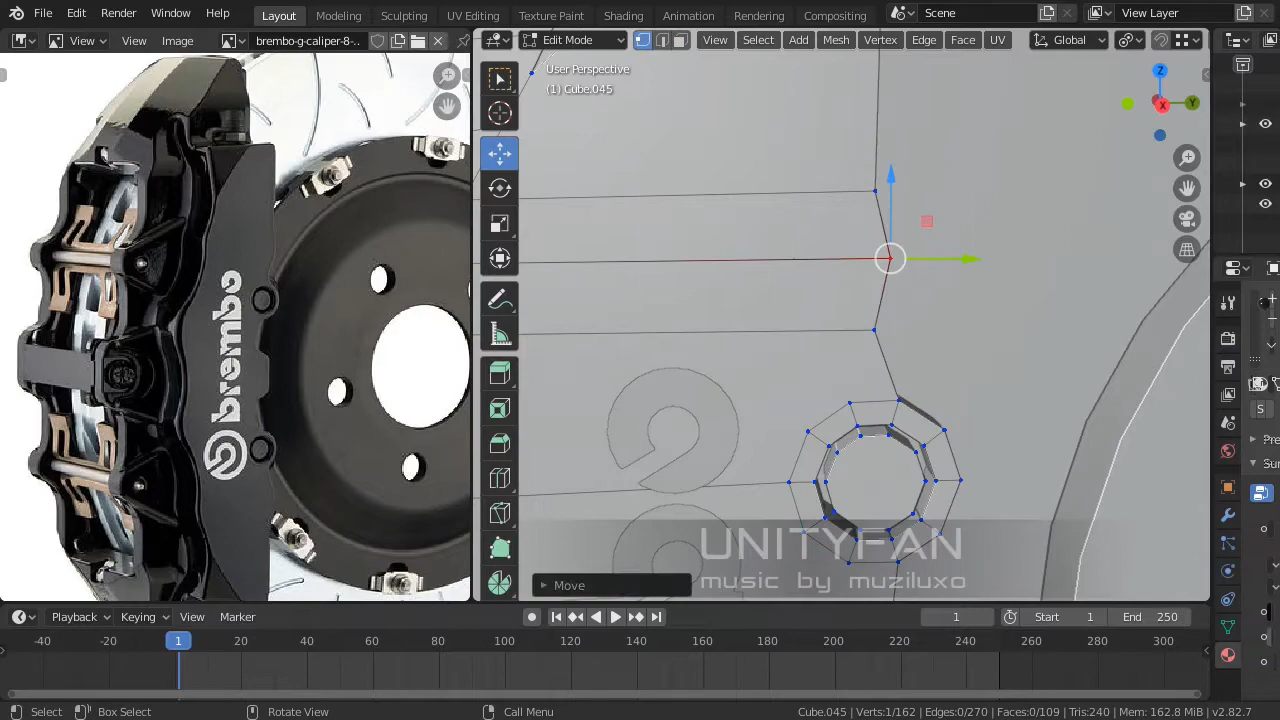 File Edit Render Window Help Layout Modeling Sculpting UV Editing Texture Paint Shading Animation Rendering Compositing Scene View Layer
View View Image brembo-g-caliper-8-.. Edit Mode View Select Add Mesh Vertex Edge Face UV Global
User Perspective
(1) Cube.045
Z
Y
X
brembo
S
Pre
Sur
UNITYFAN
music by muziluxo
Move
Playback Keying View Marker 1 Start 1 End 250
-40 -20 1 20 40 60 80 100 120 140 160 180 200 220 240 260 280 300
Select Box Select Rotate View Call Menu Cube.045 | Verts:1/162 | Edges:0/270 | Faces:0/109 | Tris:240 | Mem: 162.8 MiB | v2.82.7